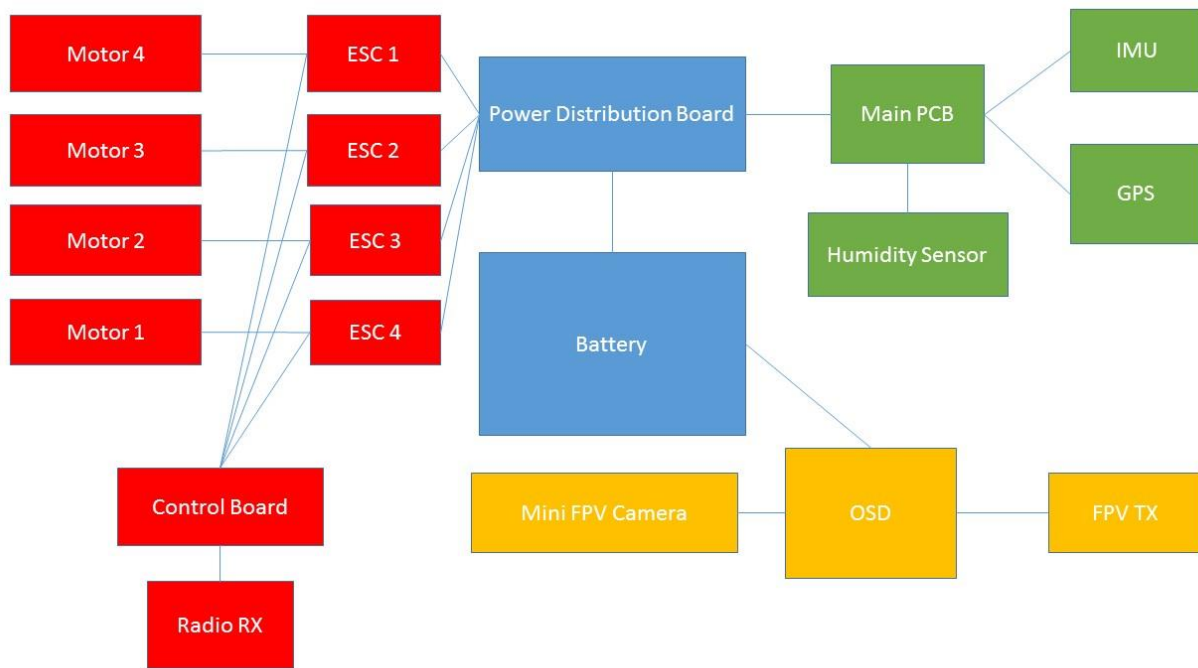 Motor 4
ESC 1
Power Distribution Board
Main PCB
IMU
Motor 3
ESC 2
GPS
Motor 2
ESC 3
Humidity Sensor
Motor 1
ESC 4
Battery
Control Board
Mini FPV Camera
OSD
FPV TX
Radio RX